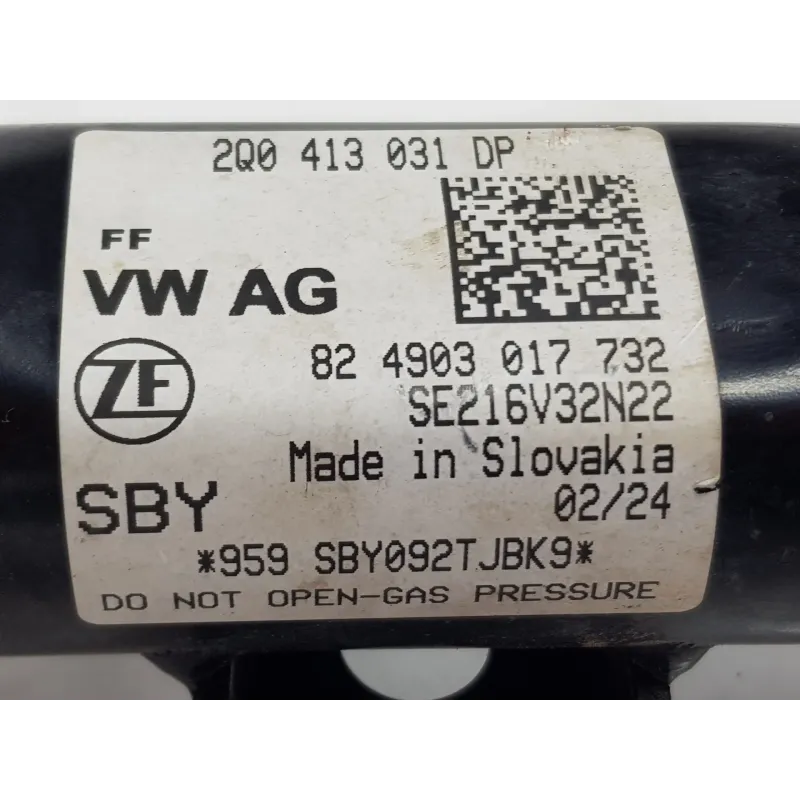 2Q0 413 031 DP
FF
VW AG
82 4903 017 732
ZF
SE216V32N22
Made in Slovakia
SBY
02/24
*959 SBY092TJBK9*
DO NOT OPEN-GAS PRESSURE